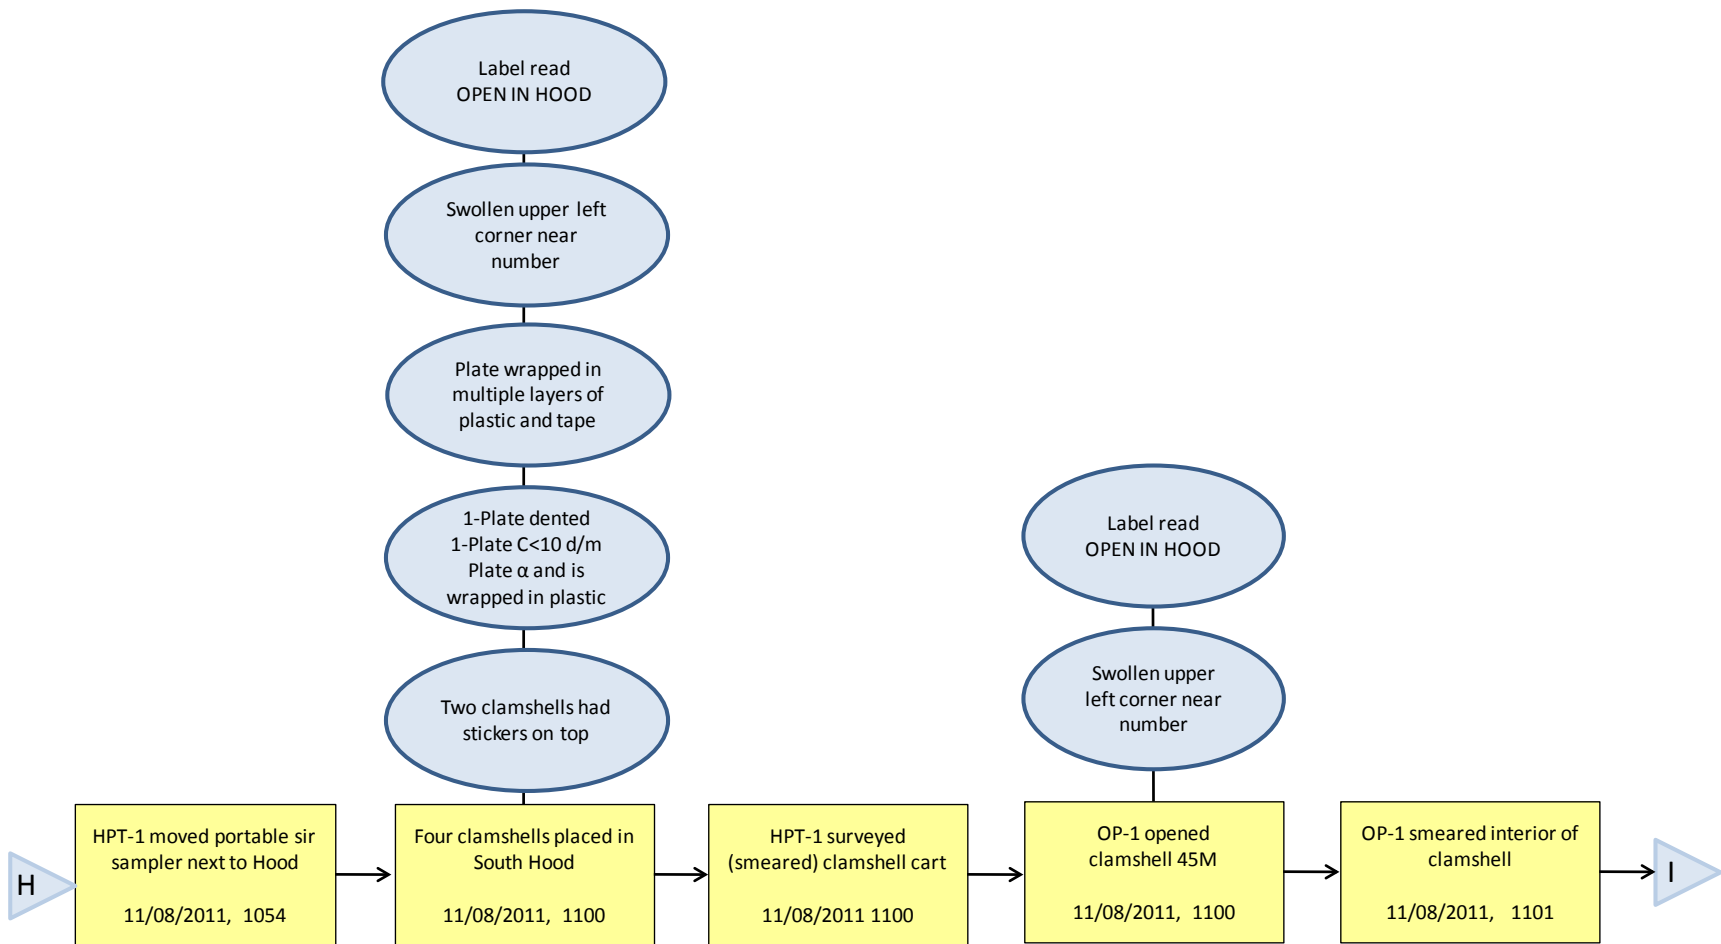 Label read
OPEN IN HOOD
Swollen upper left
corner near
number
Plate wrapped in
multiple layers of
plastic and tape
1-Plate dented
1-Plate C<10 d/m
Plate α and is
wrapped in plastic
Two clamshells had
stickers on top
Label read
OPEN IN HOOD
Swollen upper
left corner near
number
H
HPT-1 moved portable sir
sampler next to Hood
11/08/2011, 1054
Four clamshells placed in
South Hood
11/08/2011, 1100
HPT-1 surveyed
(smeared) clamshell cart
11/08/2011 1100
OP-1 opened
clamshell 45M
11/08/2011, 1100
OP-1 smeared interior of
clamshell
11/08/2011, 1101
I